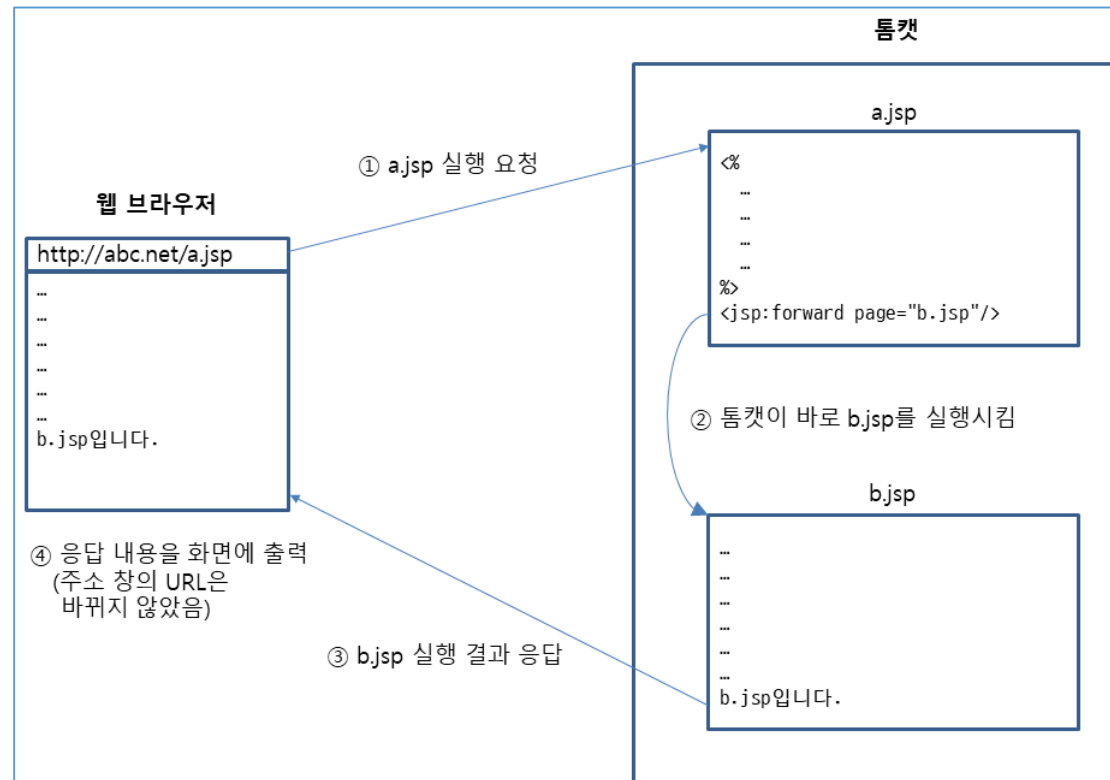 톰캣
a.jsp
① a.jsp 실행 요청
<%
…
…
…
…
%>
<jsp:forward page="b.jsp"/>
웹 브라우저
http://abc.net/a.jsp
…
…
…
…
…
…
b.jsp입니다.
② 톰캣이 바로 b.jsp를 실행시킴
b.jsp
…
…
…
…
…
…
b.jsp입니다.
③ b.jsp 실행 결과 응답
④ 응답 내용을 화면에 출력
(주소 창의 URL은
바뀌지 않았음)